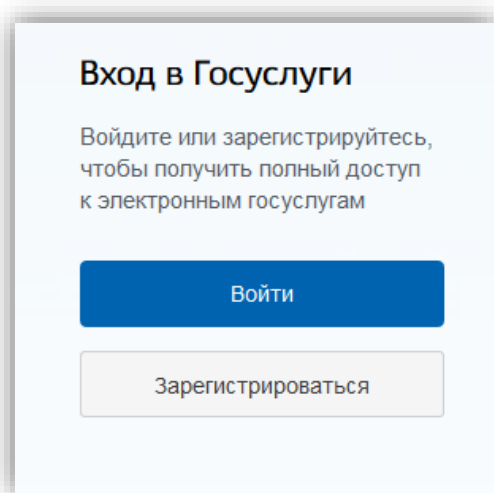 Вход в Госуслуги
Войдите или зарегистрируйтесь,
чтобы получить полный доступ
к электронным госуслугам
Войти
Зарегистрироваться